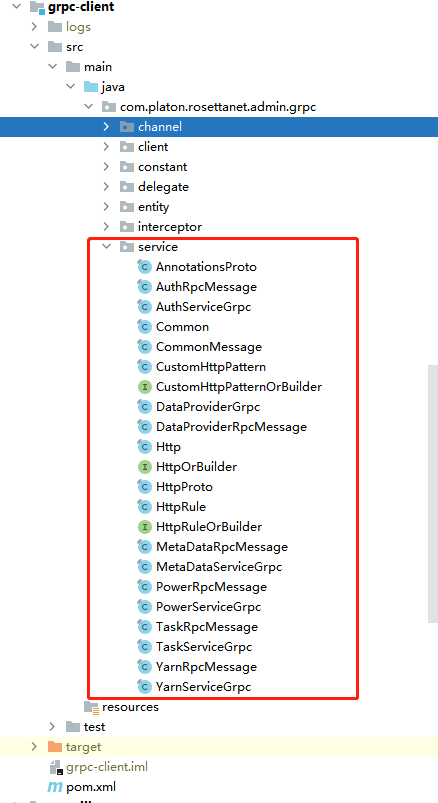 grpc-client
logs
src
main
java
com.platon.rosettanet.admin.grpc
channel
client
constant
delegate
entity
interceptor
service
AnnotationsProto
AuthRpcMessage
AuthServiceGrpc
Common
CommonMessage
CustomHttpPattern
CustomHttpPatternOrBuilder
DataProviderGrpc
DataProviderRpcMessage
Http
HttpOrBuilder
HttpProto
HttpRule
HttpRuleOrBuilder
MetaDataRpcMessage
MetaDataServiceGrpc
PowerRpcMessage
PowerServiceGrpc
TaskRpcMessage
TaskServiceGrpc
YarnRpcMessage
YarnServiceGrpc
resources
test
target
grpc-client.iml
pom.xml